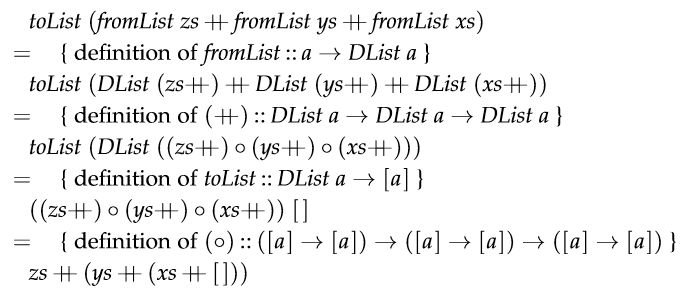 toList (fromList zs ⧺ fromList ys ⧺ fromList xs)
= { definition of fromList :: a → DList a }
toList (DList (zs⧺) ⧺ DList (ys⧺) ⧺ DList (xs⧺))
= { definition of (⧺) :: DList a → DList a → DList a }
toList (DList ((zs⧺) ∘ (ys⧺) ∘ (xs⧺)))
= { definition of toList :: DList a → [a] }
((zs⧺) ∘ (ys⧺) ∘ (xs⧺)) [ ]
= { definition of (∘) :: ([a] → [a]) → ([a] → [a]) → ([a] → [a]) }
zs ⧺ (ys ⧺ (xs ⧺ [ ]))